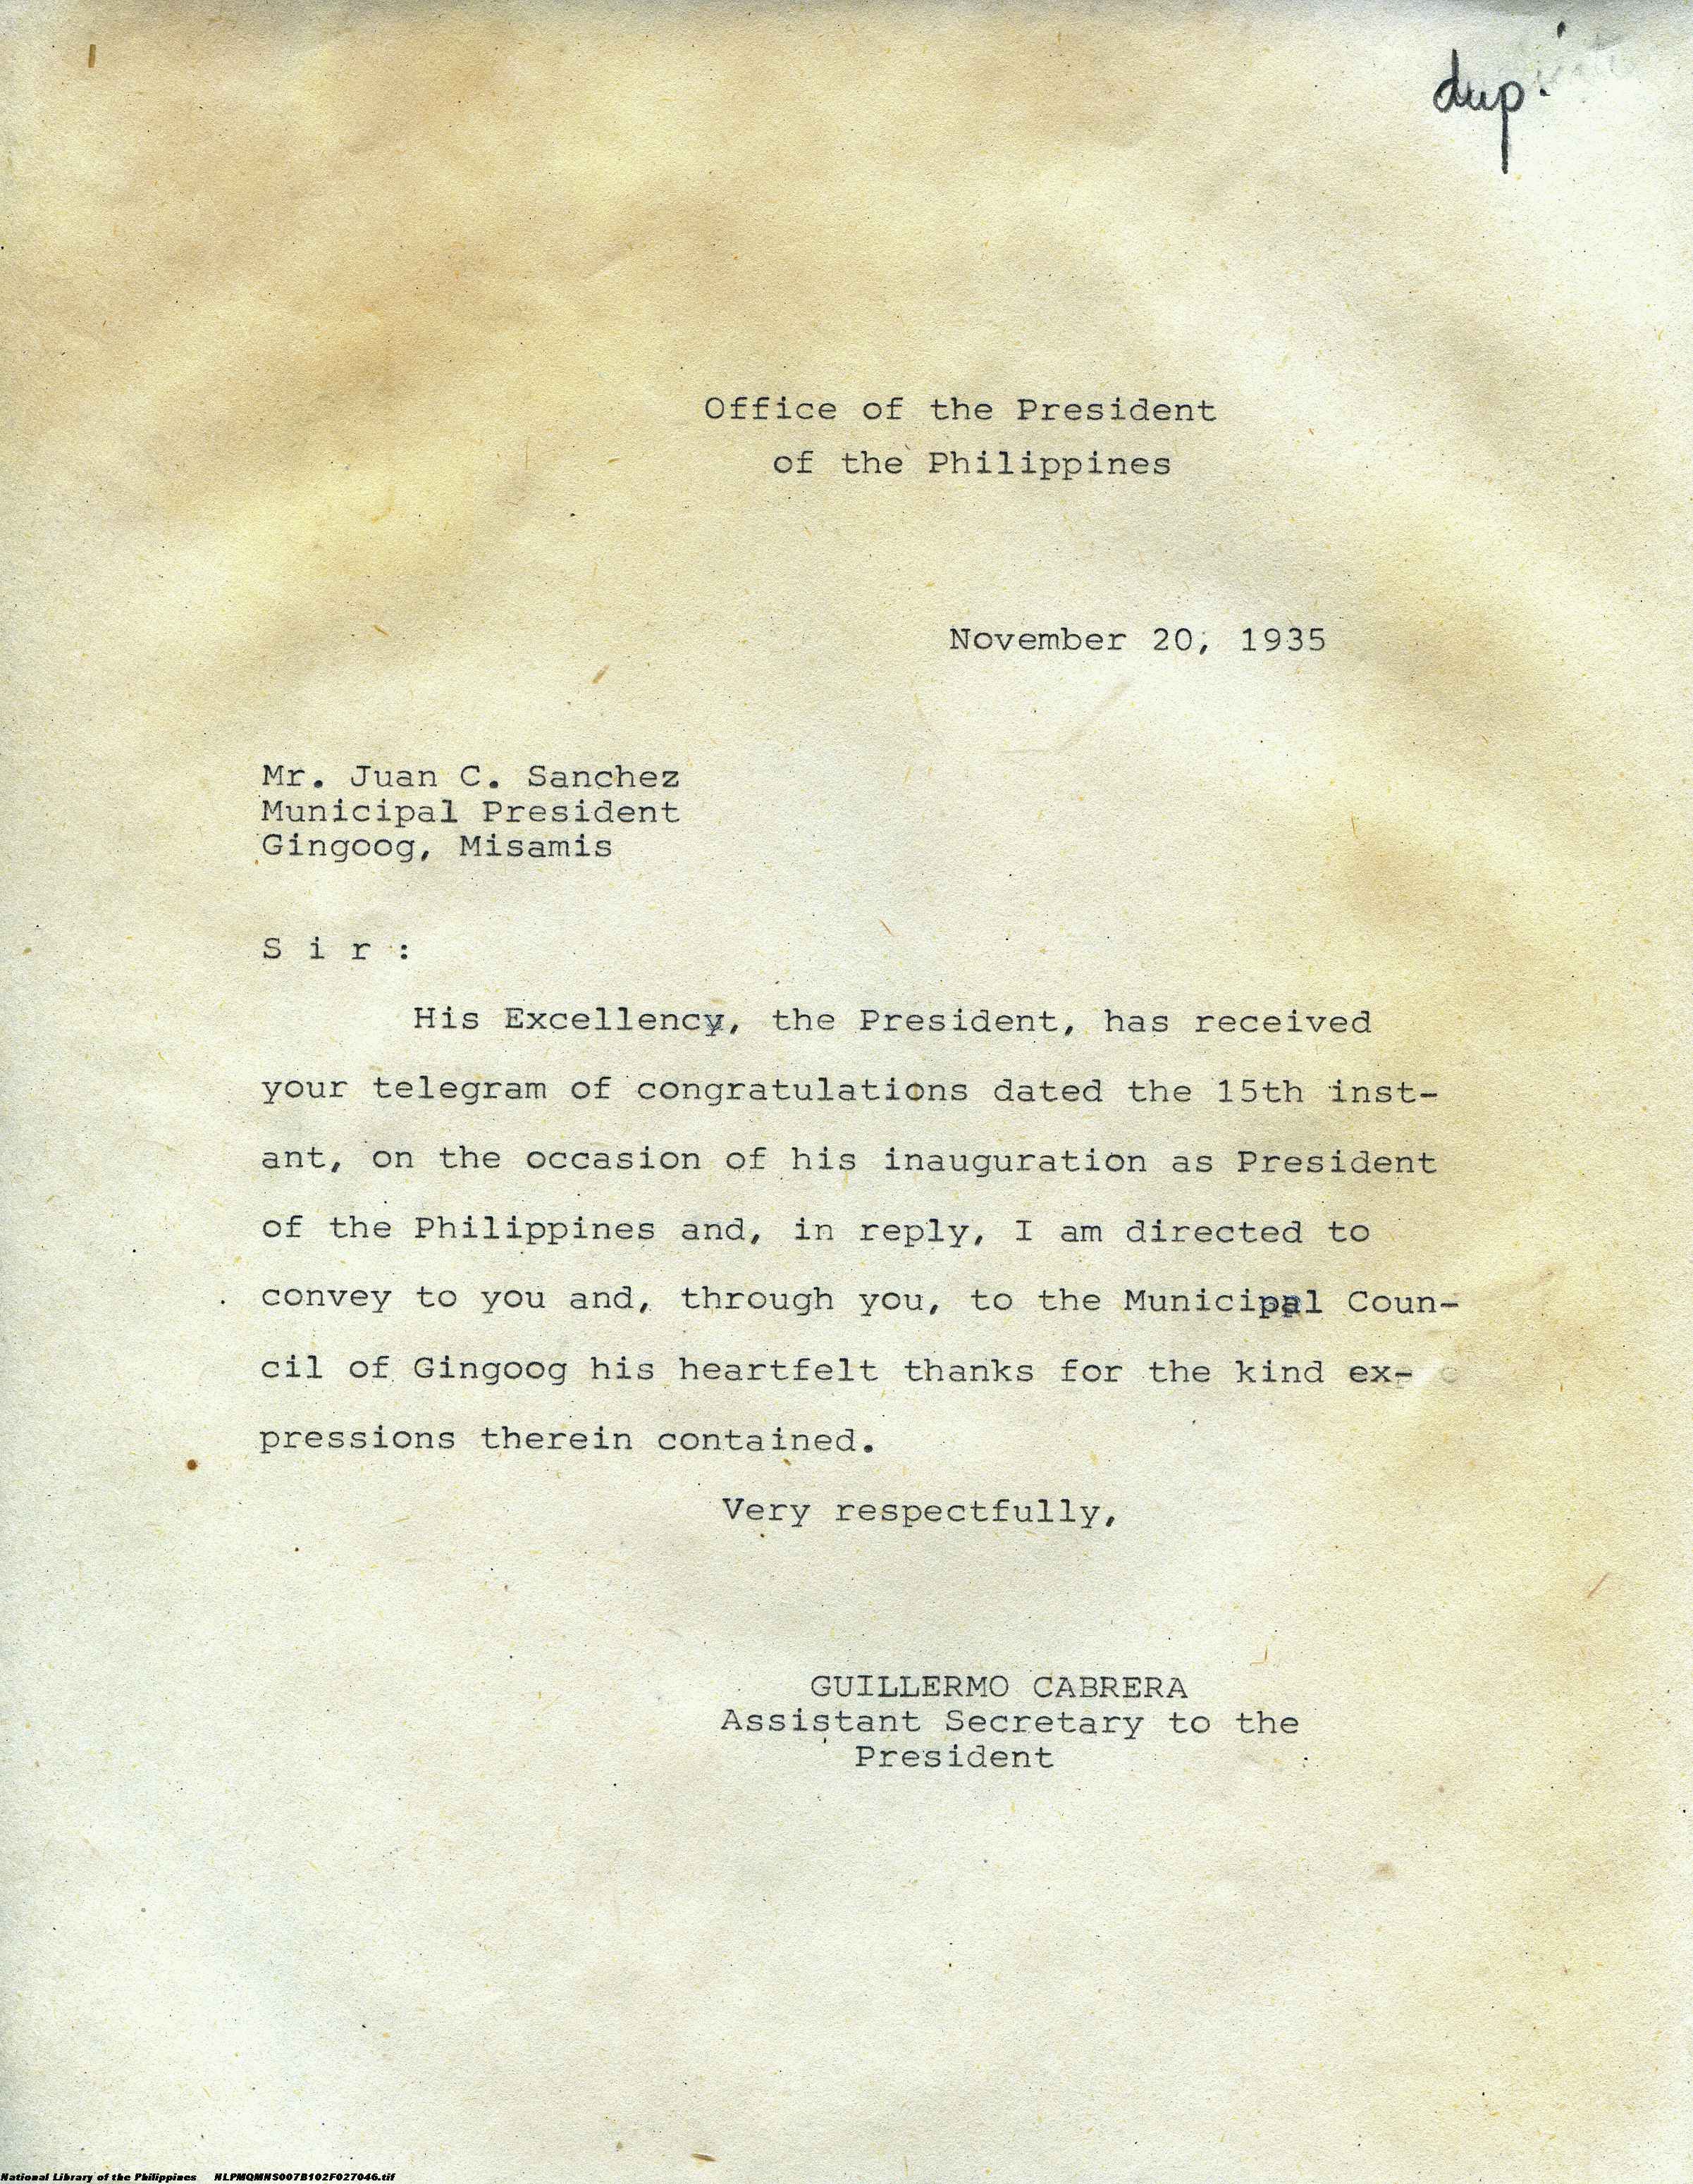 dup.
Office of the President
of the Philippines
November 20, 1935
Mr. Juan C. Sanchez
Municipal President
Gingoog, Misamis
S i r :
His Excellency, the President, has received
your telegram of congratulations dated the 15th inst-
ant, on the occasion of his inauguration as President
of the Philippines and, in reply, I am directed to
convey to you and, through you, to the Municipal Coun-
cil of Gingoog his heartfelt thanks for the kind ex-
pressions therein contained.
Very respectfully,
GUILLERMO CABRERA
Assistant Secretary to the
President
National Library of the Philippines NLPMQMNS007B102F027046.tif